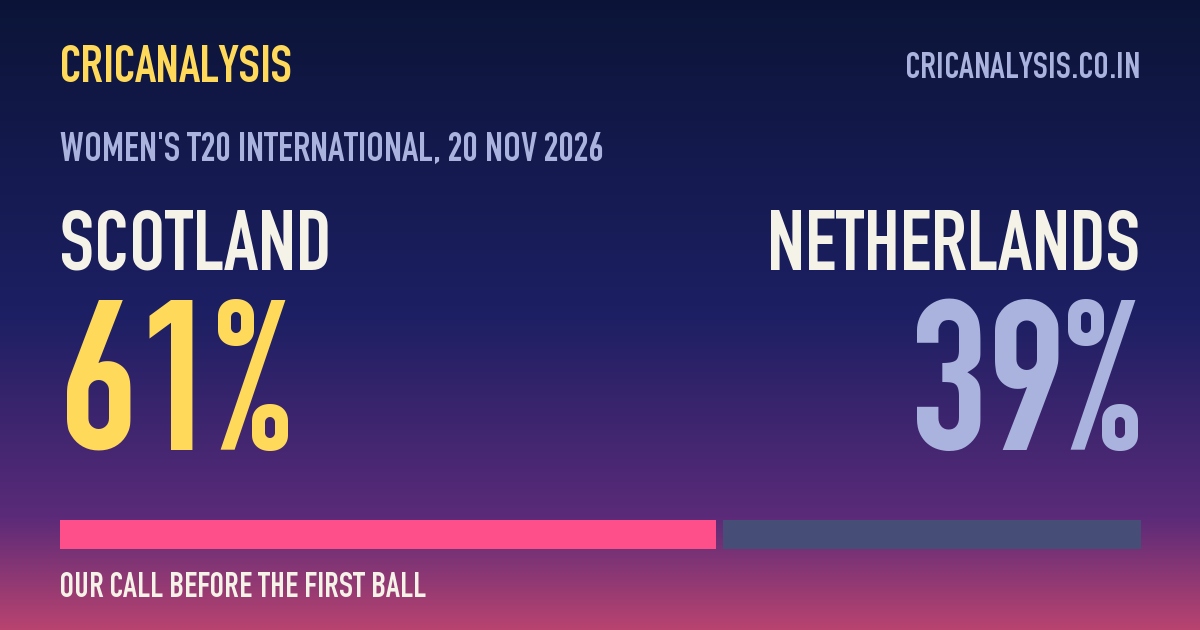 CRICANALYSIS
CRICANALYSIS.CO.IN
WOMEN'S T20 INTERNATIONAL, 20 NOV 2026
SCOTLAND
NETHERLANDS
61%
39%
OUR CALL BEFORE THE FIRST BALL